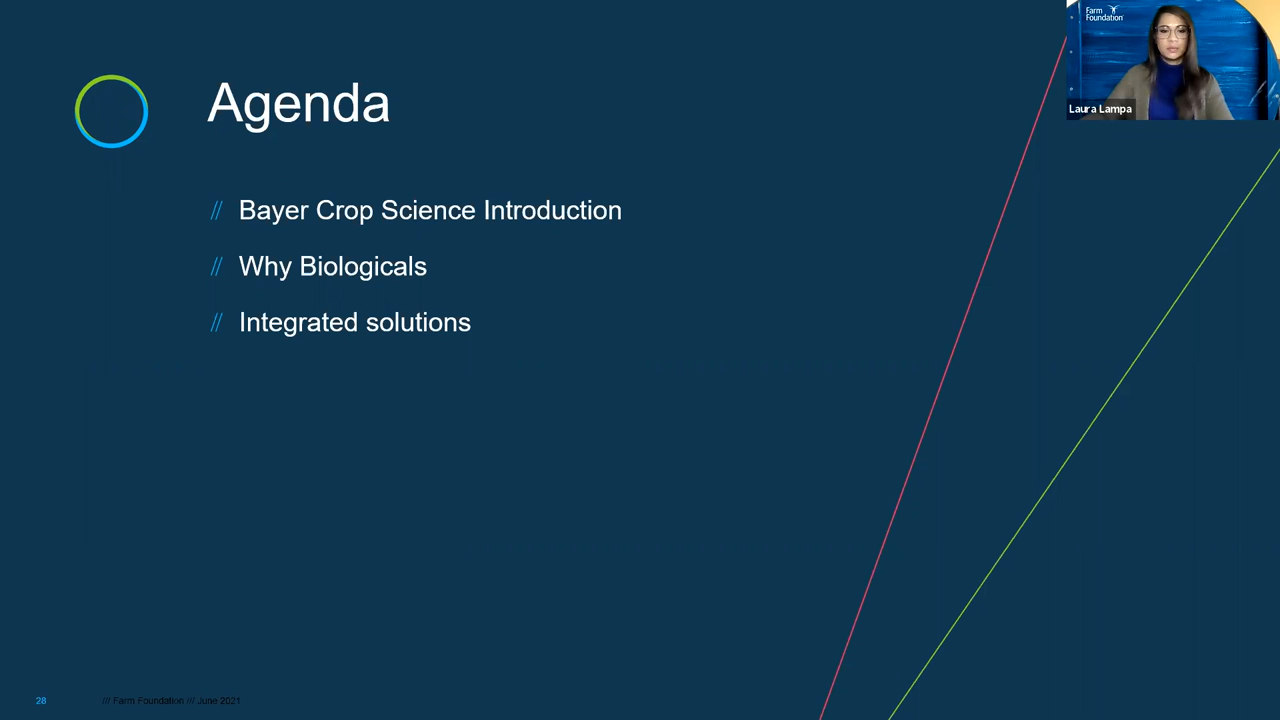 Agenda
// Bayer Crop Science Introduction
// Why Biologicals
// Integrated solutions
Farm
Foundation
Laura Lampa
28
/// Farm Foundation /// June 2021